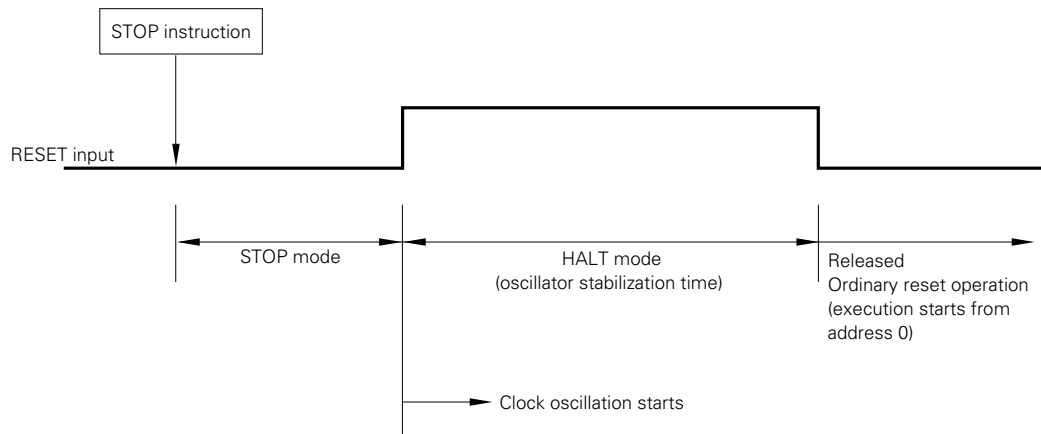 STOP instruction
RESET input
STOP mode
HALT mode
(oscillator stabilization time)
Released
Ordinary reset operation
(execution starts from
address 0)
Clock oscillation starts